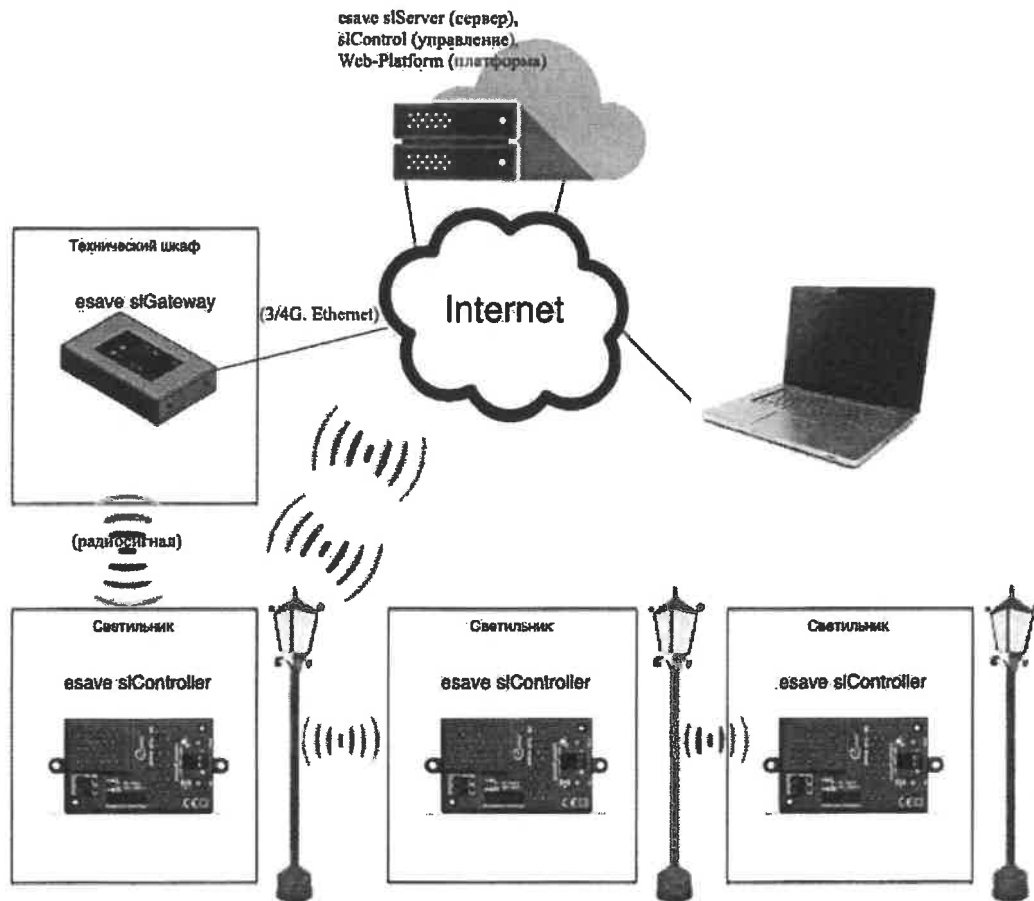 esave slServer (сервер),
slControl (управление),
Web-Platform (платформа)
Технический шкаф
esave slGateway
(3/4G, Ethernet)
Internet
(радиосигнал)
Светильник
esave slController
Светильник
esave slController
Светильник
esave slController